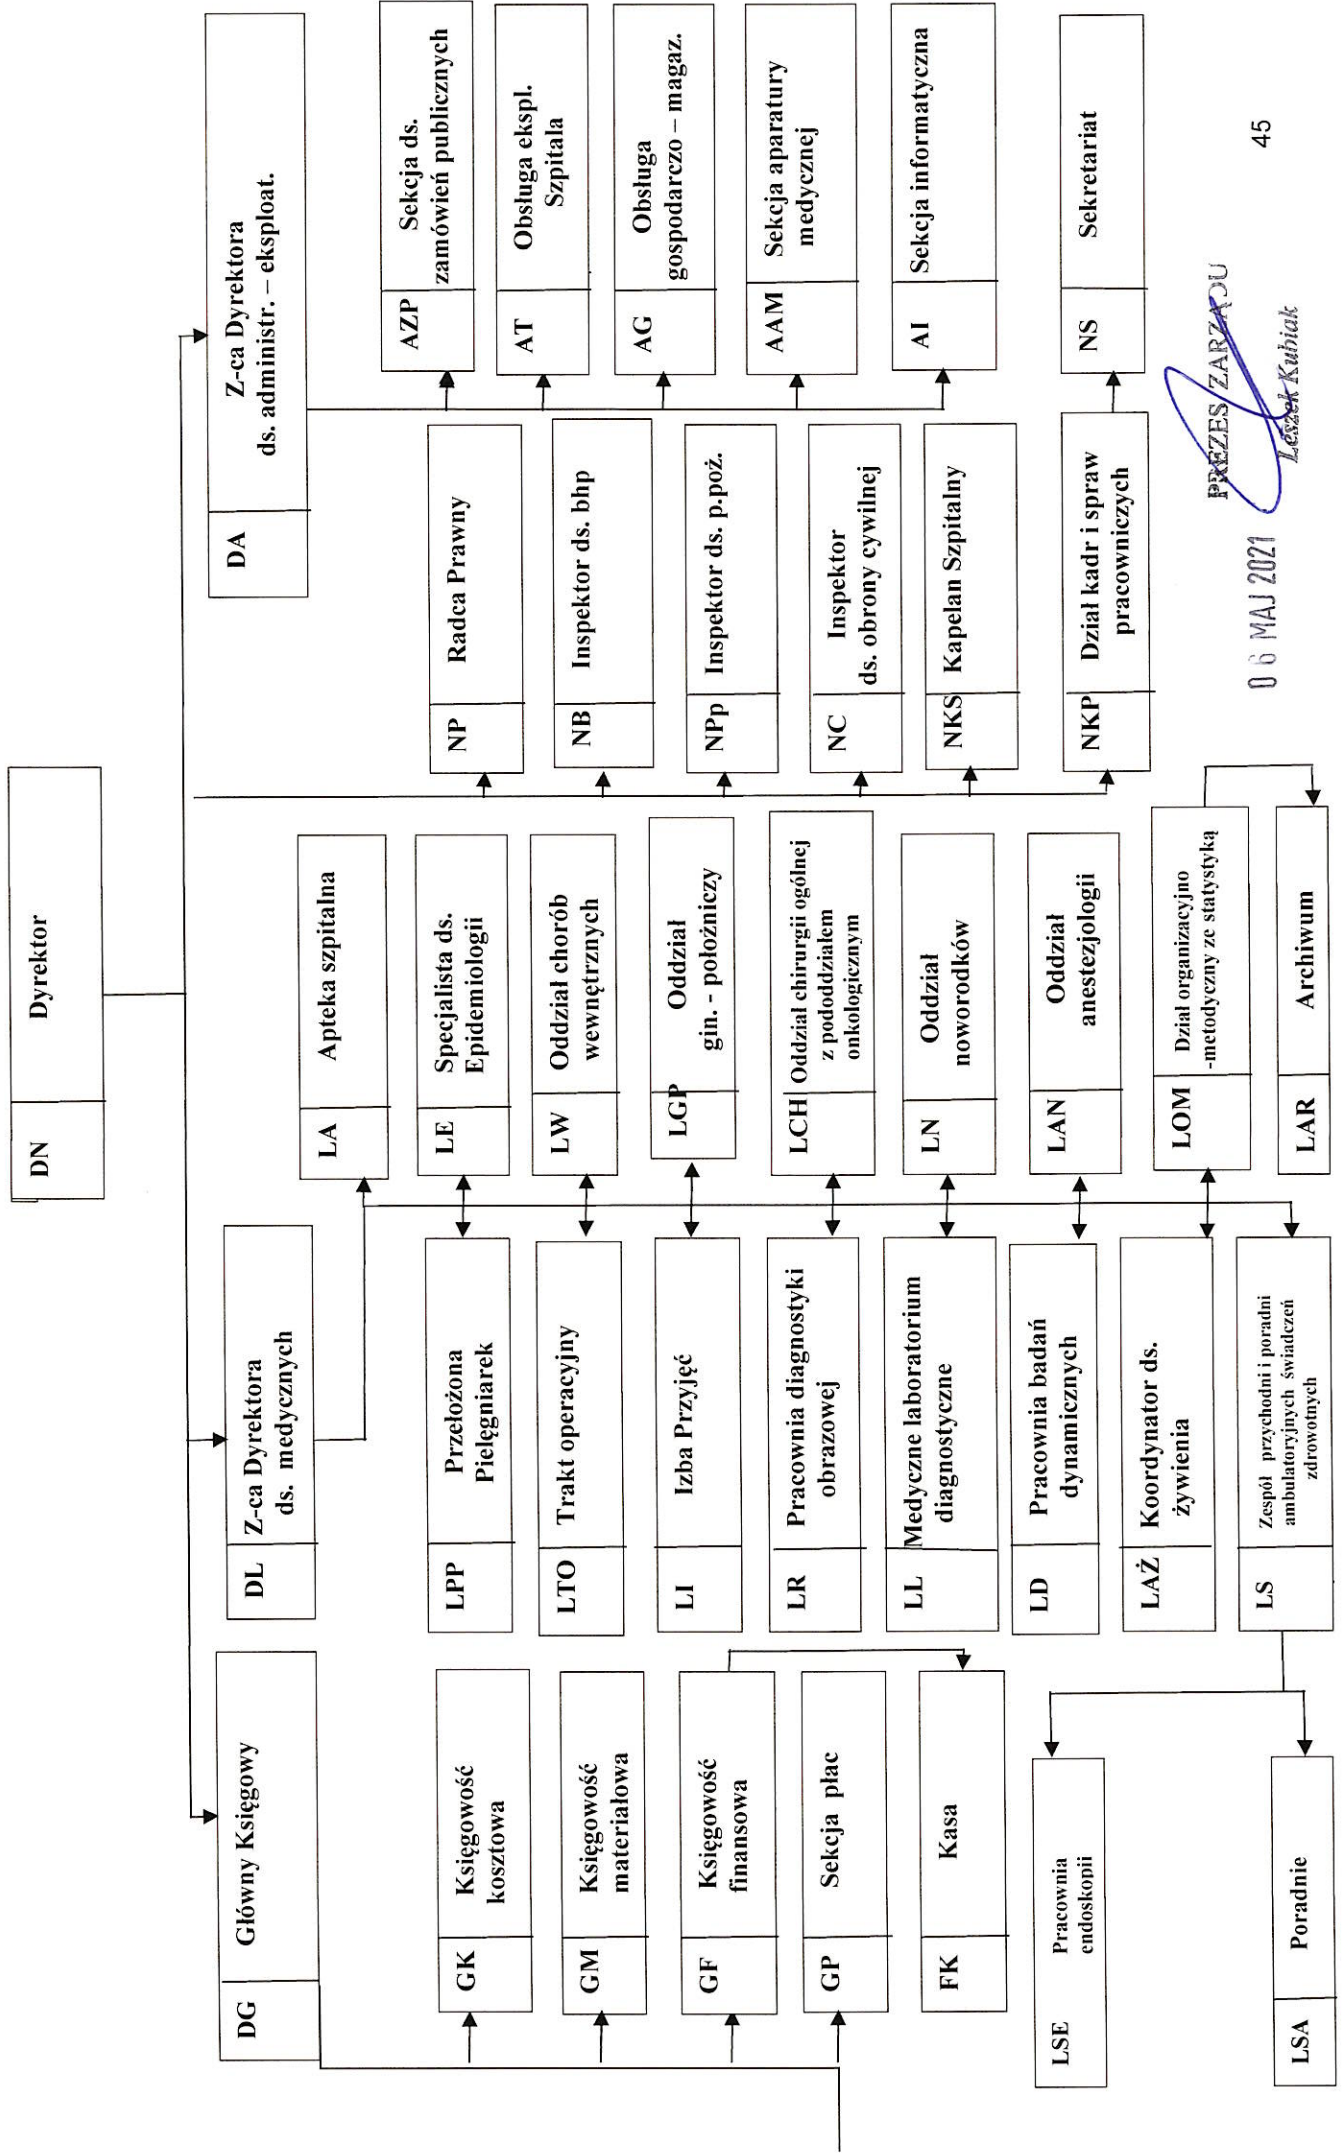 DN
Dyrektor
DG
Główny Księgowy
DL
Z-ca Dyrektora
ds. medycznych
DA
Z-ca Dyrektora
ds. administr. – eksploat.
GK
Księgowość
kosztowa
GM
Księgowość
materiałowa
GF
Księgowość
finansowa
GP
Sekcja płac
FK
Kasa
LSE
Pracownia
endoskopii
LSA
Poradnie
LPP
Przełożona
Pielęgniarek
LTO
Trakt operacyjny
LI
Izba Przyjęć
LR
Pracownia diagnostyki
obrazowej
LL
Medyczne laboratorium
diagnostyczne
LD
Pracownia badań
dynamicznych
LAŻ
Koordynator ds.
żywienia
LS
Zespół przychodni i poradni
ambulatoryjnych świadczeń
zdrowotnych
LA
Apteka szpitalna
LE
Specjalista ds.
Epidemiologii
LW
Oddział chorób
wewnętrznych
LGP
Oddział
gin. - położniczy
LCH
Oddział chirurgii ogólnej
z pododdziałem
onkologicznym
LN
Oddział
noworodków
LAN
Oddział
anestezjologii
LOM
Dział organizacyjno
-metodyczny ze statystyką
LAR
Archiwum
NP
Radca Prawny
NB
Inspektor ds. bhp
NPp
Inspektor ds. p.poż.
NC
Inspektor
ds. obrony cywilnej
NKS
Kapelan Szpitalny
NKP
Dział kadr i spraw
pracowniczych
AZP
Sekcja ds.
zamówień publicznych
AT
Obsługa ekspl.
Szpitala
AG
Obsługa
gospodarczo – magaz.
AAM
Sekcja aparatury
medycznej
AI
Sekcja informatyczna
NS
Sekretariat
06 MAJ 2021
PREZES ZARZĄDU
Leszek Kubiak
45